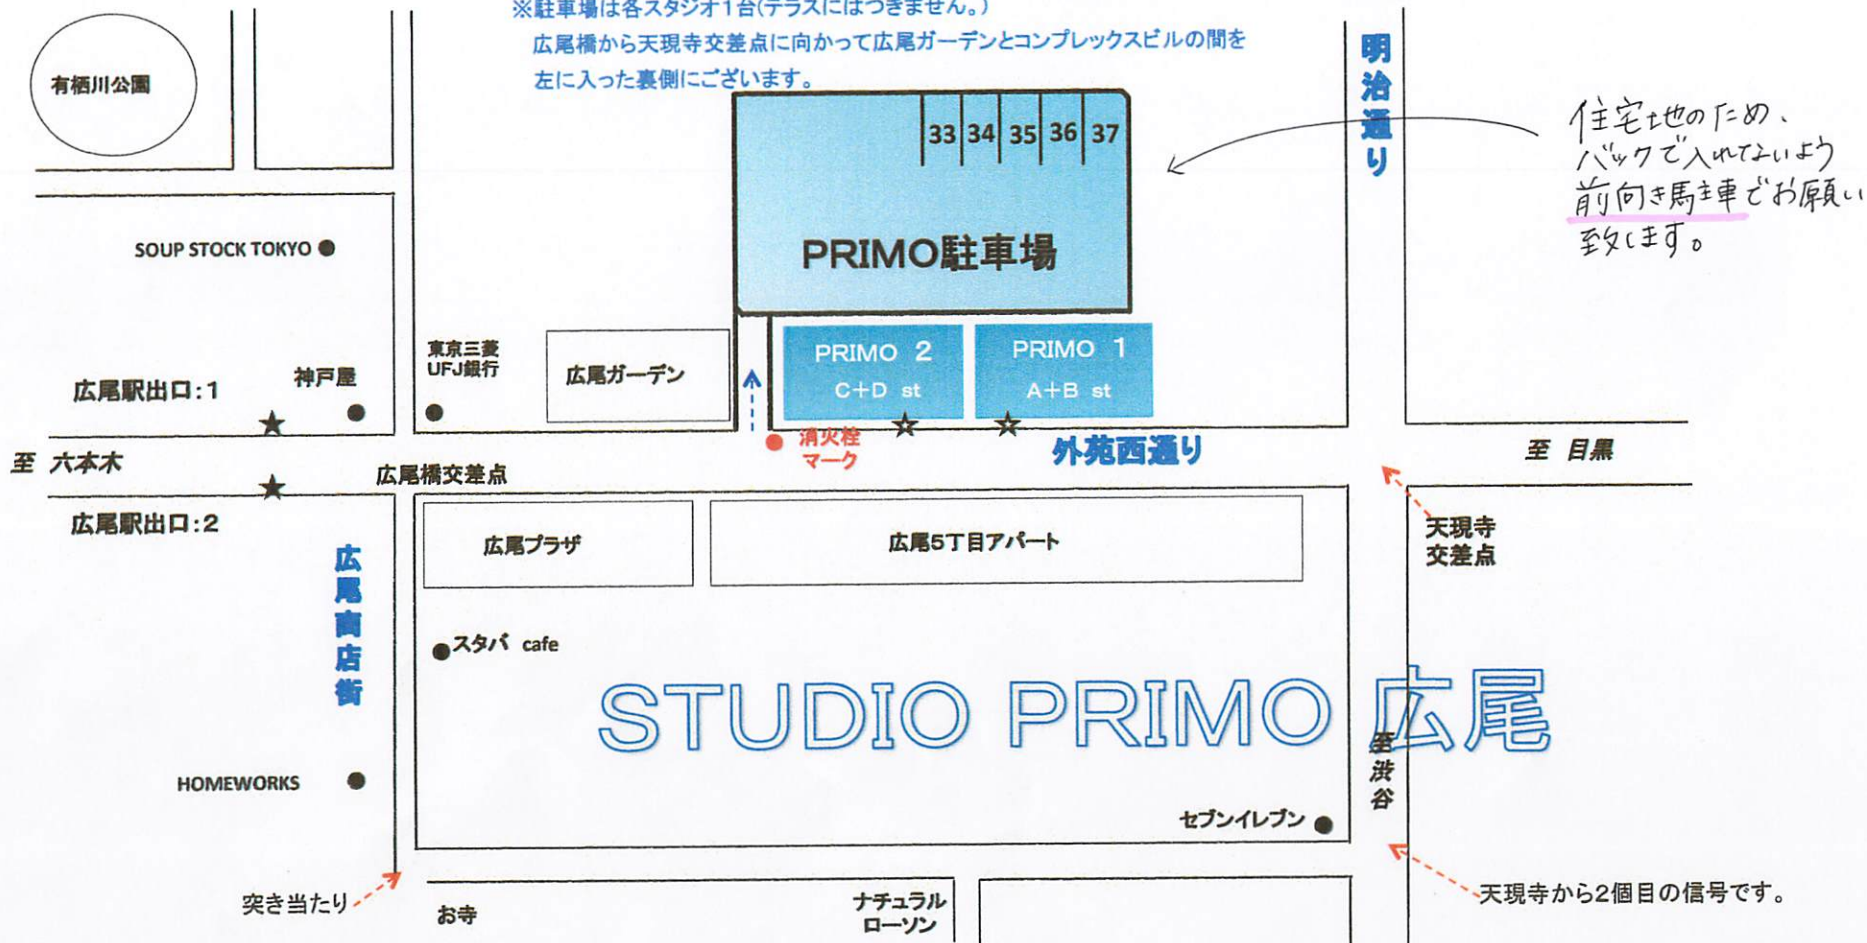 ※駐車場は各スタジオ1台(テラスにはつきません。)
広尾橋から天現寺交差点に向かって広尾ガーデンとコンプレックスビルの間を
左に入った裏側にございます。
有栖川公園
明治通り
33 34 35 36 37
住宅地のため、
バックで入れないよう
前向き駐車でお願い
致します。
SOUP STOCK TOKYO
PRIMO駐車場
東京三菱
UFJ銀行
広尾ガーデン
PRIMO 2
C+D st
PRIMO 1
A+B st
広尾駅出口:1
神戸屋
消火栓
マーク
外苑西通り
至 六本木
広尾橋交差点
至 目黒
広尾駅出口:2
広尾プラザ
広尾5丁目アパート
天現寺
交差点
広尾商店街
スタバ cafe
STUDIO PRIMO 広尾
至渋谷
HOMEWORKS
セブンイレブン
突き当たり
お寺
ナチュラル
ローソン
天現寺から2個目の信号です。